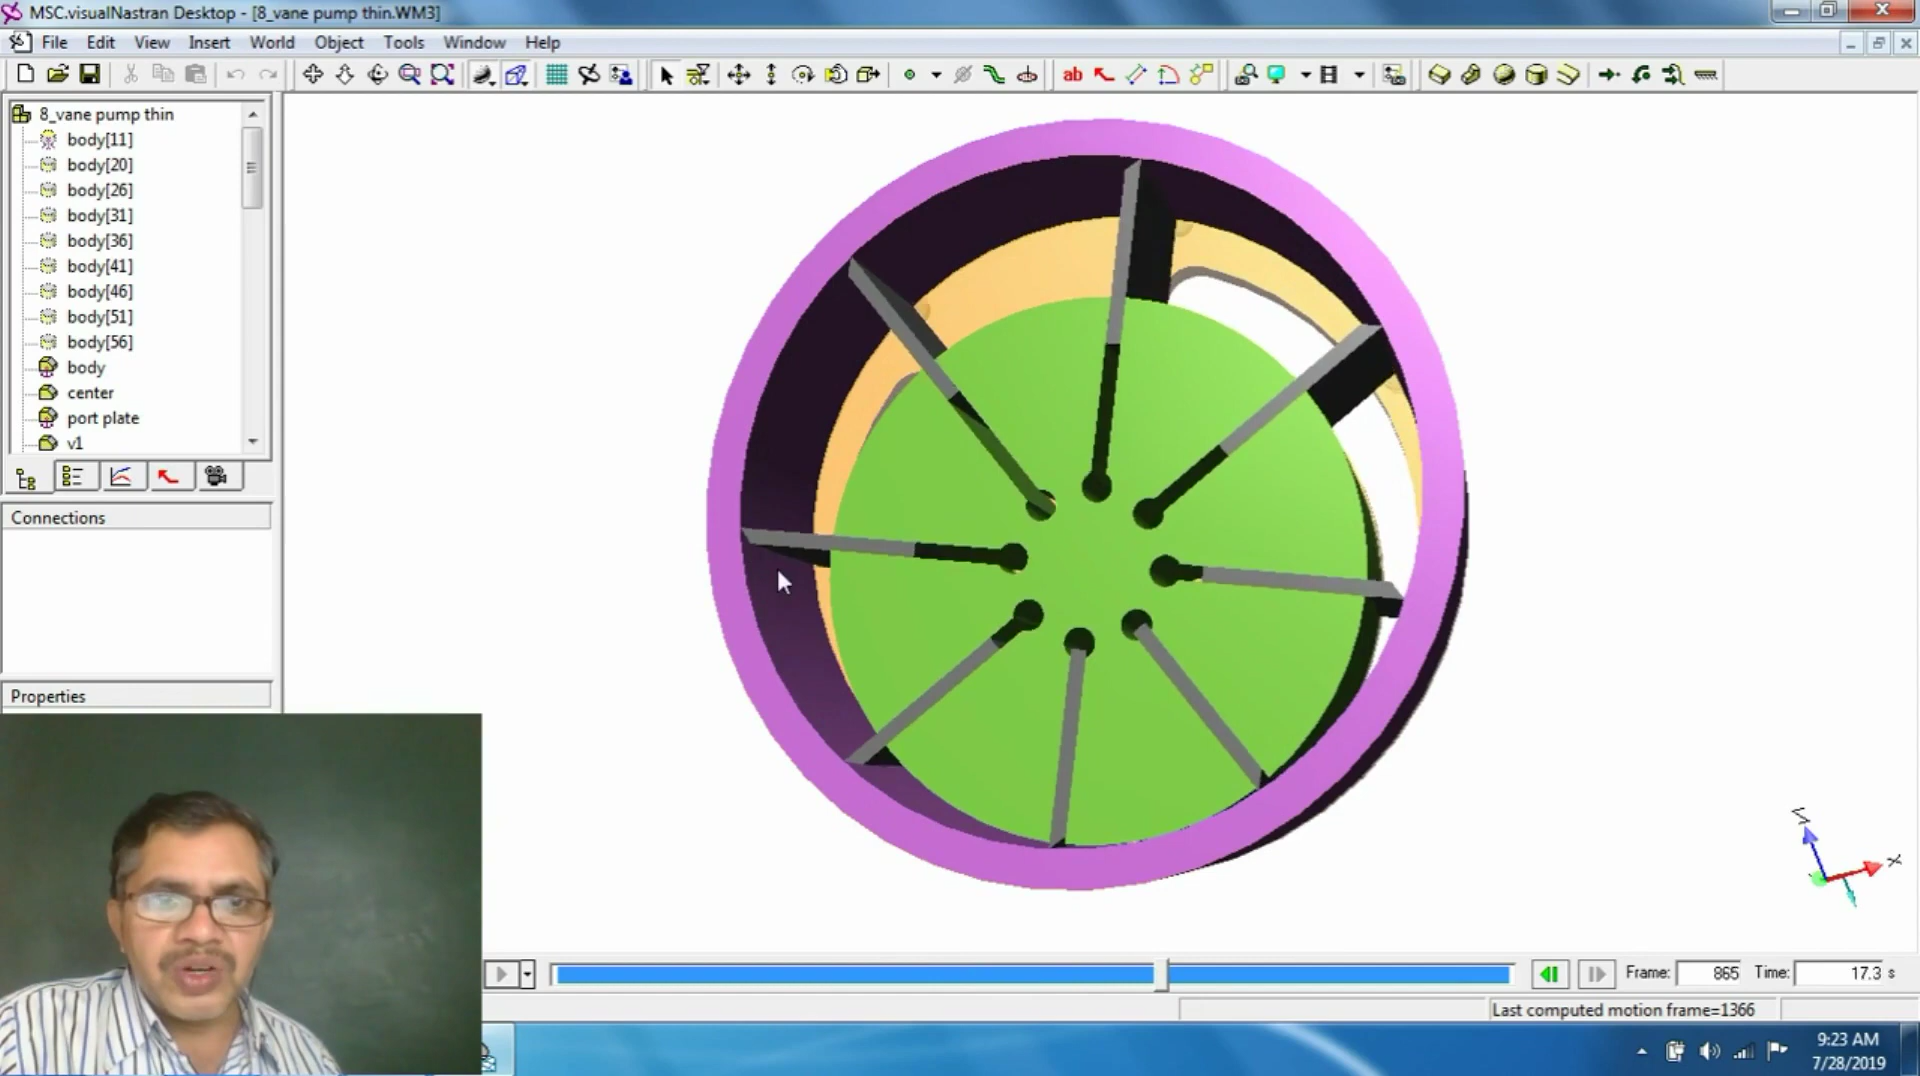 MSC.visualNastran Desktop - [8_vane pump thin.WM3]
File Edit View Insert World Object Tools Window Help
ab
8_vane pump thin
body[11]
body[20]
body[26]
body[31]
body[36]
body[41]
body[46]
body[51]
body[56]
body
center
port plate
v1
Connections
Properties
x
Frame: 865 Time: 17.3 s
Last computed motion frame=1366
9:23 AM
7/28/2019